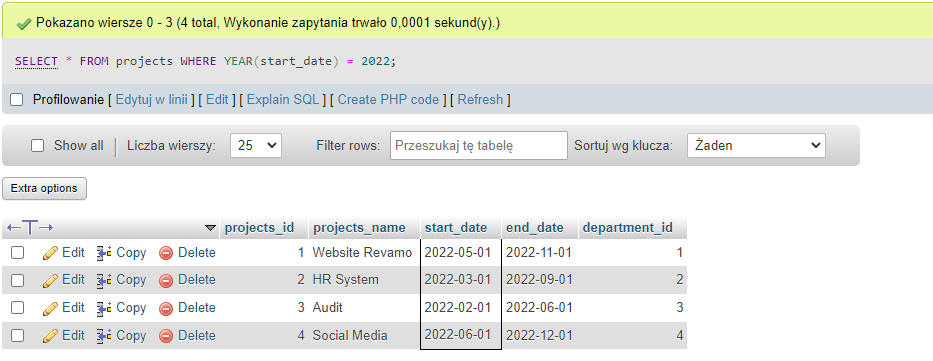 Pokazano wiersze 0 - 3 (4 total, Wykonanie zapytania trwało 0,0001 sekund(y).)
SELECT * FROM projects WHERE YEAR(start_date) = 2022;
Profilowanie [ Edytuj w linii ] [ Edit ] [ Explain SQL ] [ Create PHP code ] [ Refresh ]
Show all Liczba wierszy: 25 Filter rows: Przeszukaj tę tabelę Sortuj wg klucza: Żaden
Extra options
←T→ projects_id projects_name start_date end_date department_id
Edit Copy Delete 1 Website Revamo 2022-05-01 2022-11-01 1
Edit Copy Delete 2 HR System 2022-03-01 2022-09-01 2
Edit Copy Delete 3 Audit 2022-02-01 2022-06-01 3
Edit Copy Delete 4 Social Media 2022-06-01 2022-12-01 4